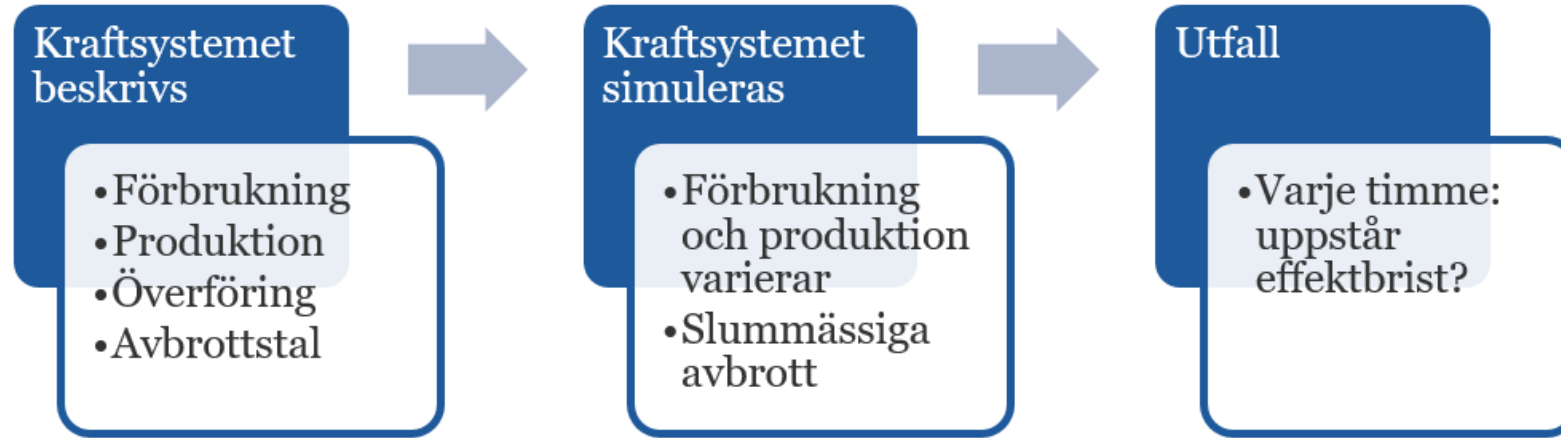 Kraftsystemet
beskrivs
•Förbrukning
•Produktion
•Överföring
•Avbrottstal
Kraftsystemet
simuleras
•Förbrukning
och produktion
varierar
•Slummässiga
avbrott
Utfall
•Varje timme:
uppstår
effektbrist?